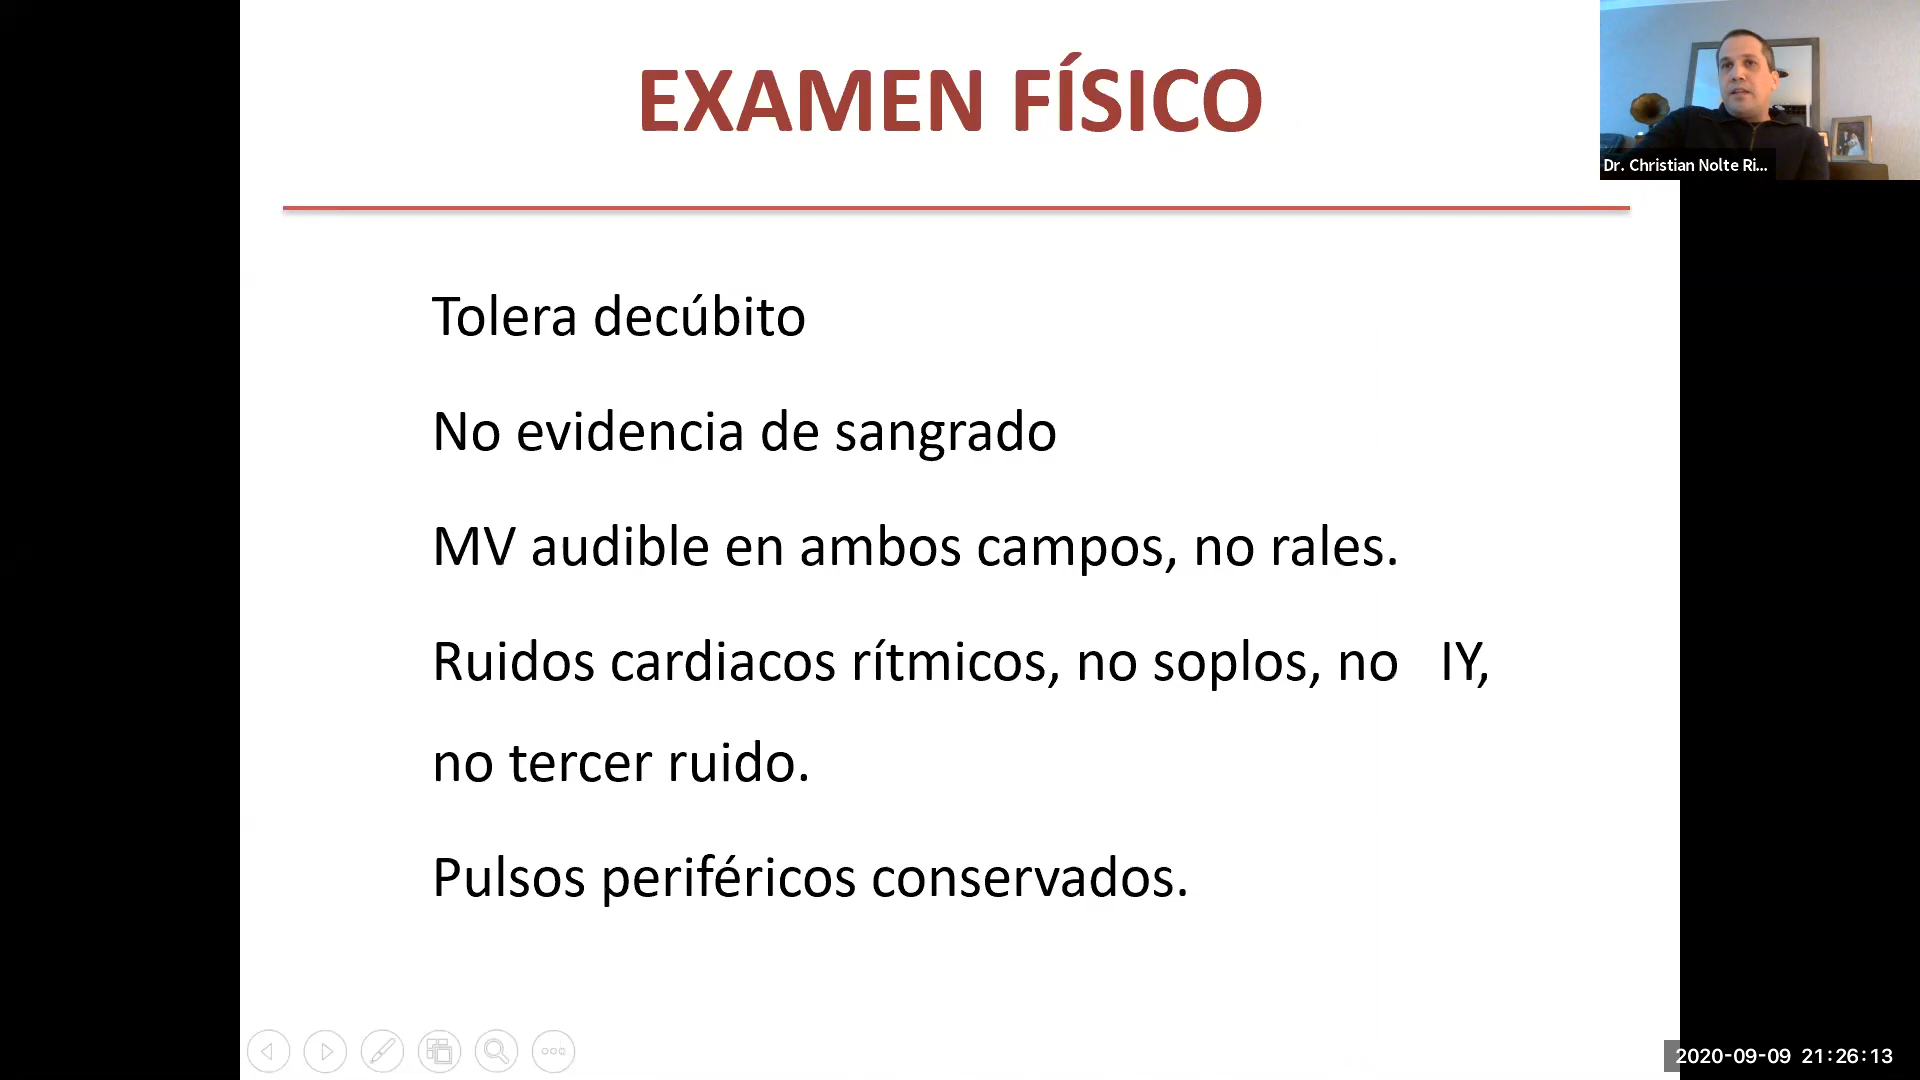 EXAMEN FÍSICO
Dr. Christian Nolte Ri...
Tolera decúbito
No evidencia de sangrado
MV audible en ambos campos, no rales.
Ruidos cardiacos rítmicos, no soplos, no IY,
no tercer ruido.
Pulsos periféricos conservados.
2020-09-09 21:26:13